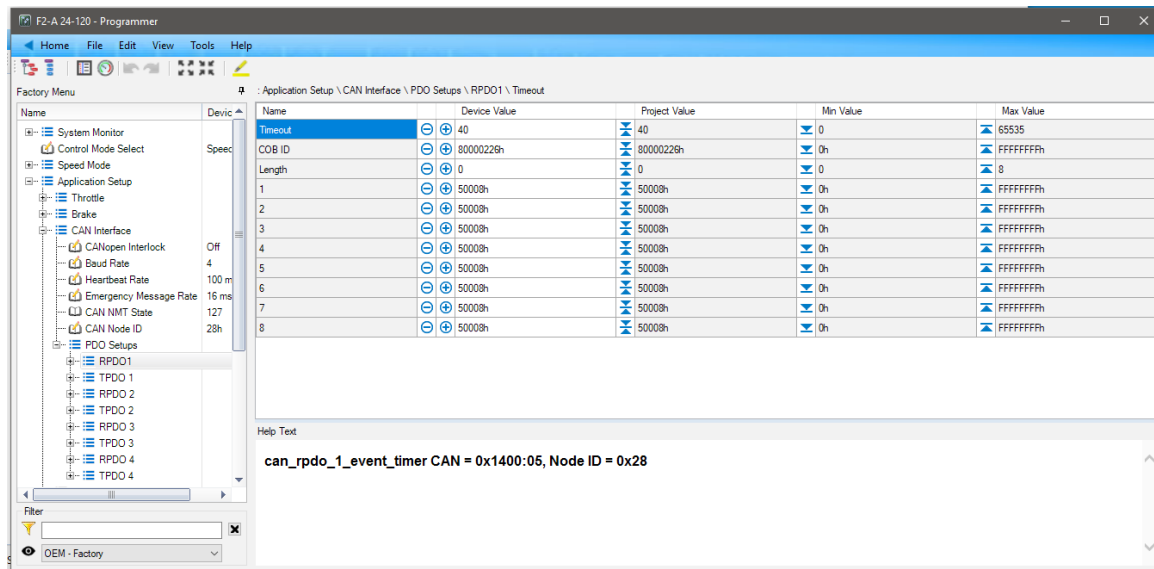 F2-A 24-120 - Programmer
Home File Edit View Tools Help
Factory Menu
Name Devic
System Monitor
Control Mode Select Speed
Speed Mode
Application Setup
Throttle
Brake
CAN Interface
CANopen Interlock Off
Baud Rate 4
Heartbeat Rate 100 m
Emergency Message Rate 16 ms
CAN NMT State 127
CAN Node ID 28h
PDO Setups
RPDO1
TPDO 1
RPDO 2
TPDO 2
RPDO 3
TPDO 3
RPDO 4
TPDO 4
Filter
OEM - Factory
: Application Setup \ CAN Interface \ PDO Setups \ RPDO1 \ Timeout
Name Device Value Project Value Min Value Max Value
Timeout 40 40 0 65535
COB ID 80000226h 80000226h 0h FFFFFFFFh
Length 0 0 0 8
1 50008h 50008h 0h FFFFFFFFh
2 50008h 50008h 0h FFFFFFFFh
3 50008h 50008h 0h FFFFFFFFh
4 50008h 50008h 0h FFFFFFFFh
5 50008h 50008h 0h FFFFFFFFh
6 50008h 50008h 0h FFFFFFFFh
7 50008h 50008h 0h FFFFFFFFh
8 50008h 50008h 0h FFFFFFFFh
Help Text
can_rpdo_1_event_timer CAN = 0x1400:05, Node ID = 0x28